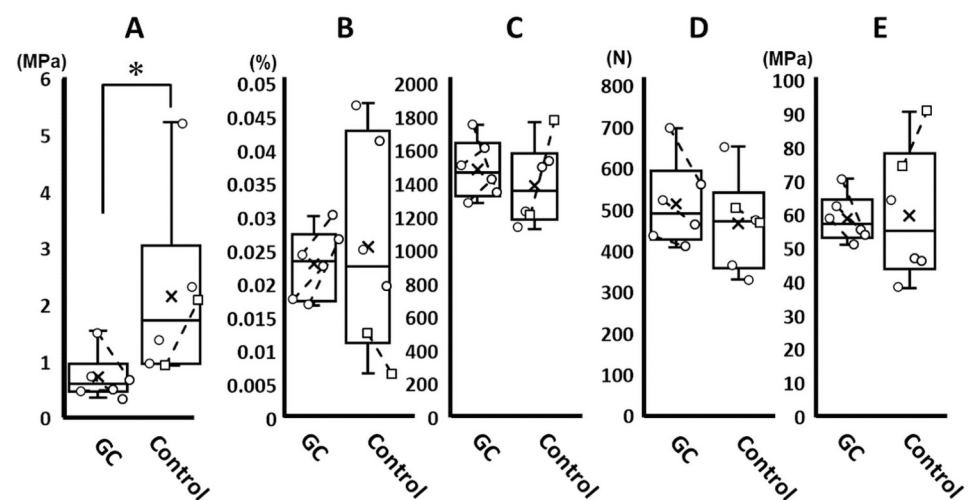 A
B
C
D
E
(MPa)
(%)
(N)
(MPa)
*
6
5
4
3
2
1
0
0.05
0.045
0.04
0.035
0.03
0.025
0.02
0.015
0.01
0.005
0
2000
1800
1600
1400
1200
1000
800
600
400
200
0
800
700
600
500
400
300
200
100
0
100
90
80
70
60
50
40
30
20
10
0
GC
Control
GC
Control
GC
Control
GC
Control
GC
Control